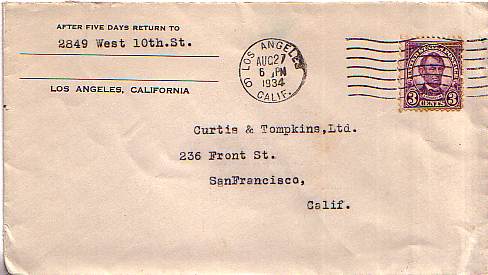 AFTER FIVE DAYS RETURN TO
2849 West 10th.St.
LOS ANGELES, CALIFORNIA
LOS ANGELES
AUG 27
6 PM
1934
CALIF.
3 CENTS 3
Curtis & Tompkins,Ltd.
236 Front St.
SanFrancisco,
Calif.